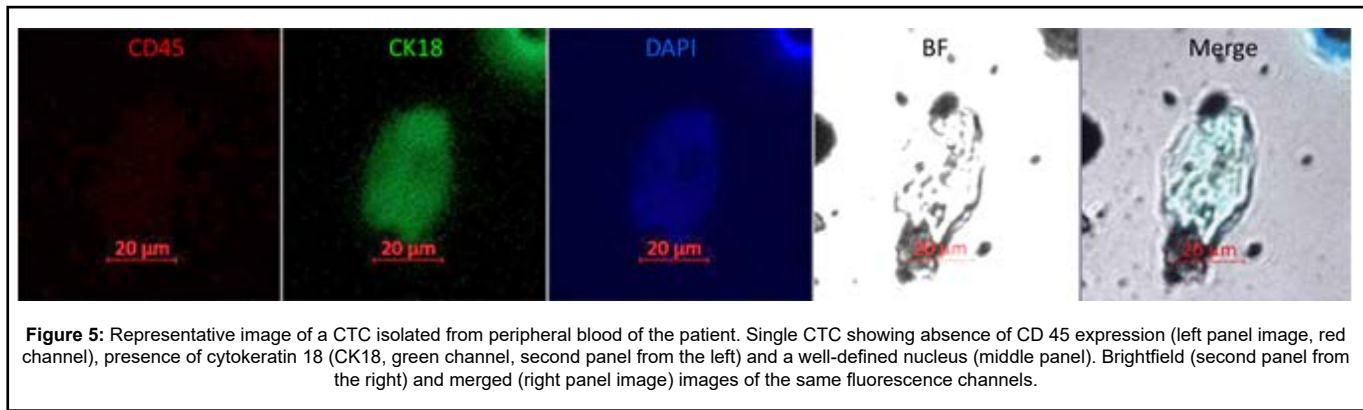 CD45
CK18
DAPI
BF
Merge
20 µm
20 µm
20 µm
20 µm
20 µm
Figure 5: Representative image of a CTC isolated from peripheral blood of the patient. Single CTC showing absence of CD 45 expression (left panel image, red
channel), presence of cytokeratin 18 (CK18, green channel, second panel from the left) and a well-defined nucleus (middle panel). Brightfield (second panel from
the right) and merged (right panel image) images of the same fluorescence channels.